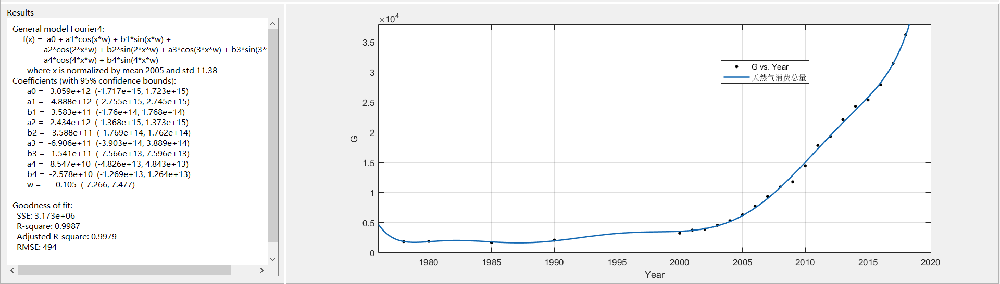 Results
General model Fourier4:
f(x) = a0 + a1*cos(x*w) + b1*sin(x*w) +
a2*cos(2*x*w) + b2*sin(2*x*w) + a3*cos(3*x*w) + b3*sin(3*x
a4*cos(4*x*w) + b4*sin(4*x*w)
where x is normalized by mean 2005 and std 11.38
Coefficients (with 95% confidence bounds):
a0 = 3.059e+12 (-1.717e+15, 1.723e+15)
a1 = -4.888e+12 (-2.755e+15, 2.745e+15)
b1 = 3.583e+11 (-1.76e+14, 1.768e+14)
a2 = 2.434e+12 (-1.368e+15, 1.373e+15)
b2 = -3.588e+11 (-1.769e+14, 1.762e+14)
a3 = -6.906e+11 (-3.903e+14, 3.889e+14)
b3 = 1.541e+11 (-7.566e+13, 7.596e+13)
a4 = 8.547e+10 (-4.826e+13, 4.843e+13)
b4 = -2.578e+10 (-1.269e+13, 1.264e+13)
w = 0.105 (-7.266, 7.477)
Goodness of fit:
SSE: 3.173e+06
R-square: 0.9987
Adjusted R-square: 0.9979
RMSE: 494
×10^4
3.5
3
2.5
2
1.5
1
0.5
0
G
G vs. Year
天然气消费总量
1980 1985 1990 1995 2000 2005 2010 2015 2020
Year